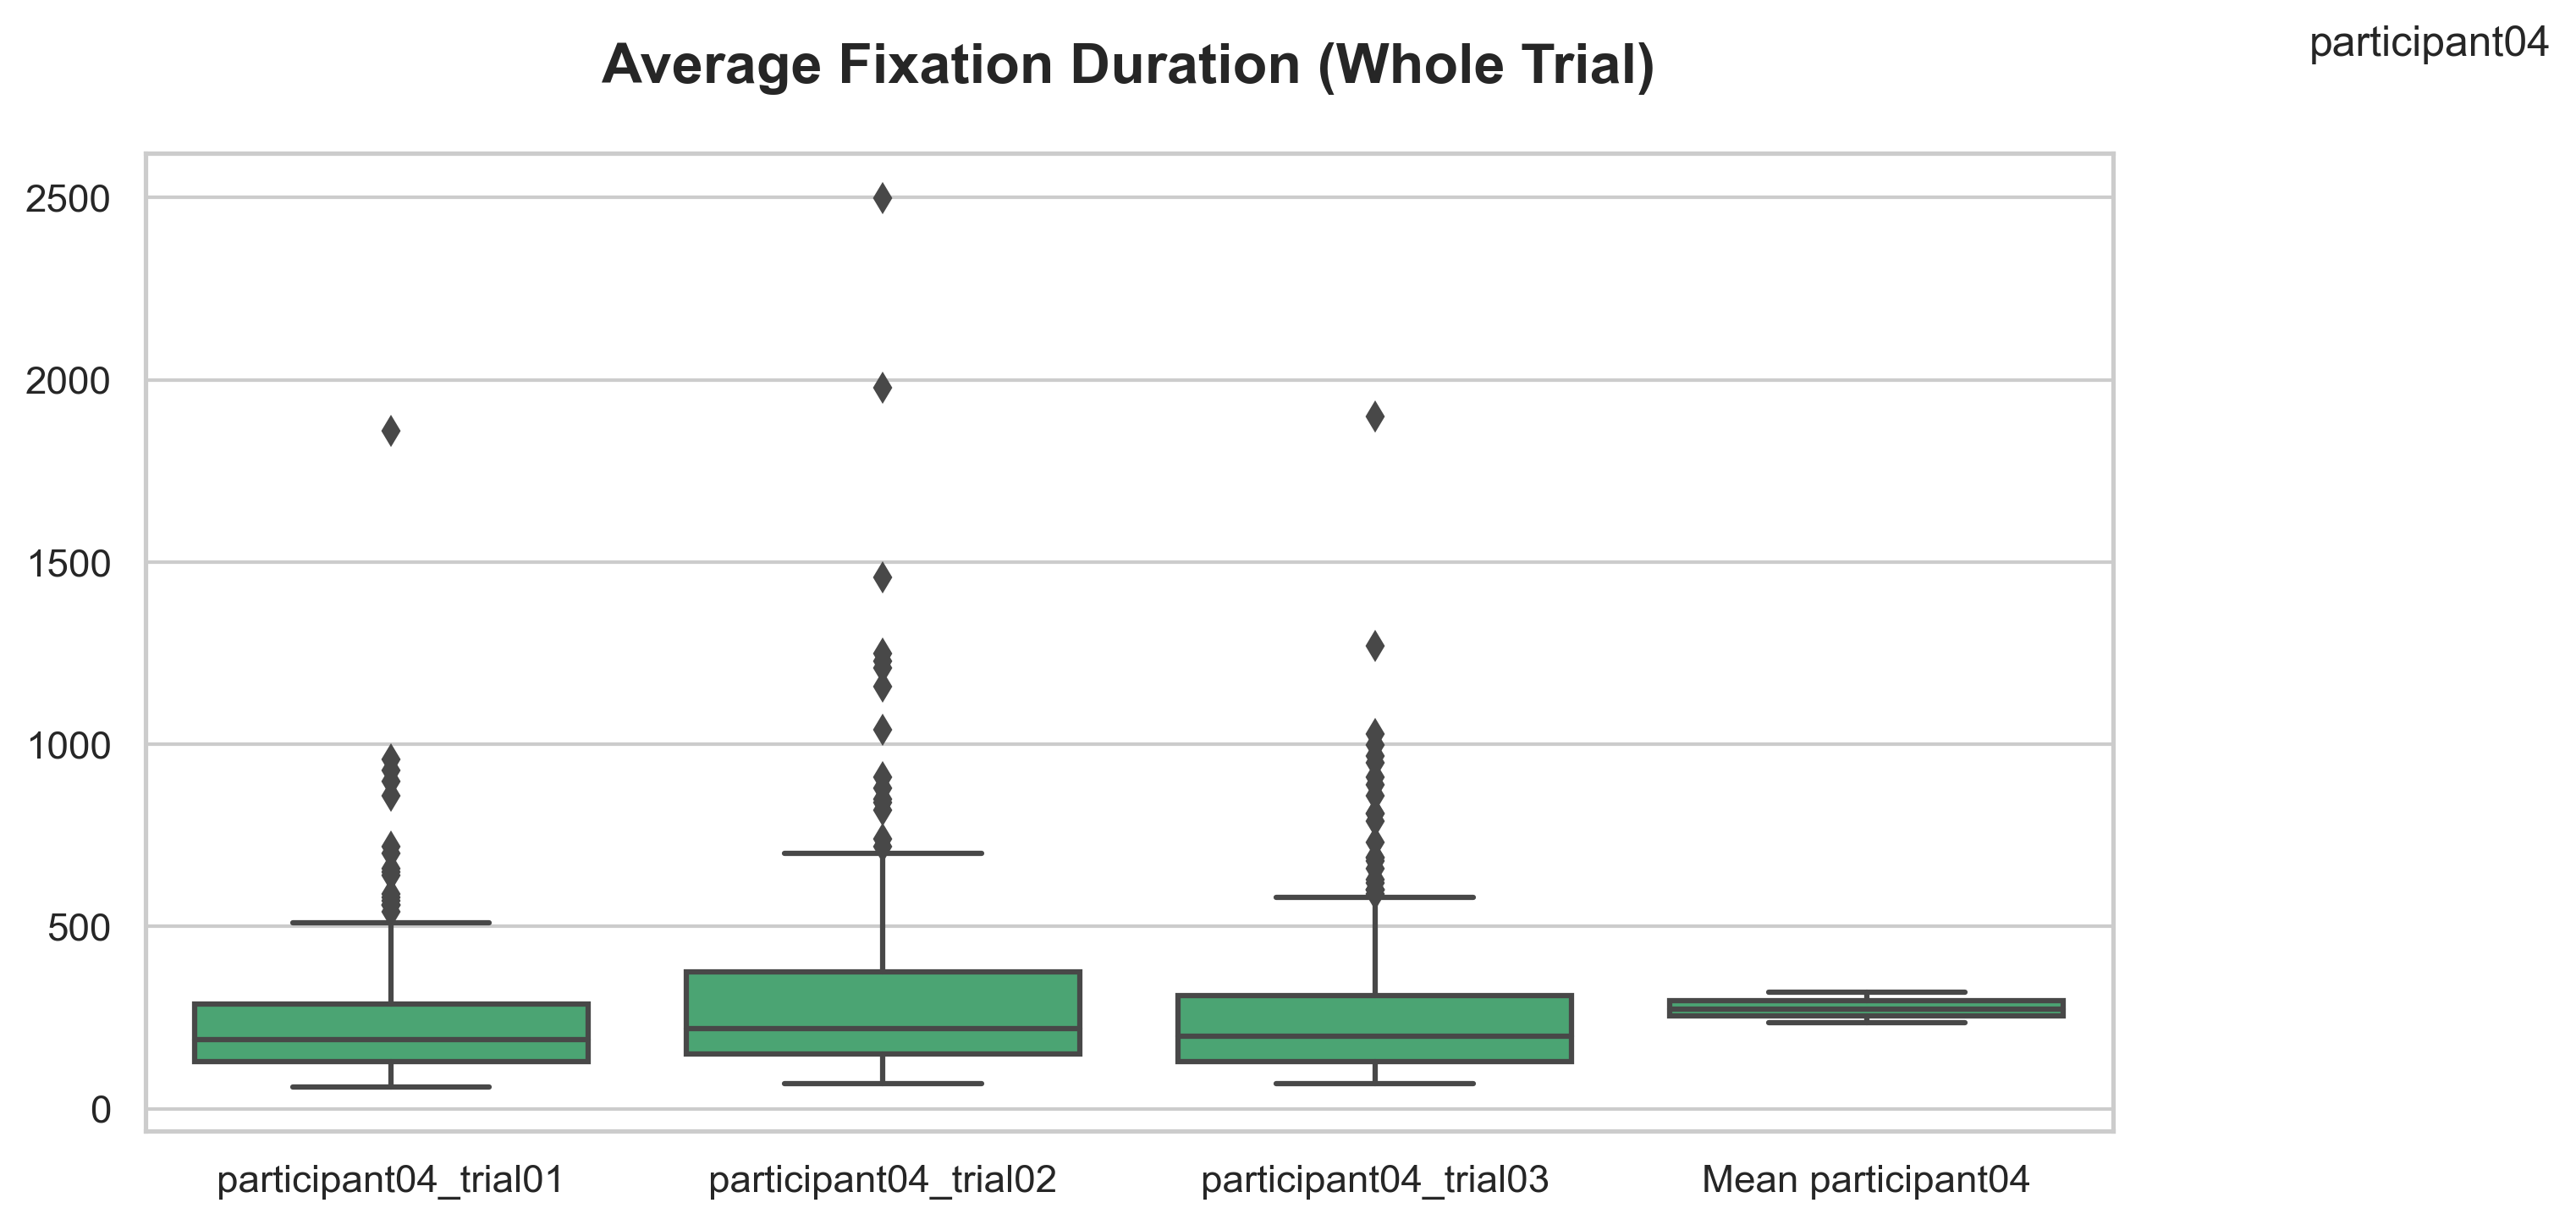 participant04
Average Fixation Duration (Whole Trial)
2500
2000
1500
1000
500
0
participant04_trial01
participant04_trial02
participant04_trial03
Mean participant04